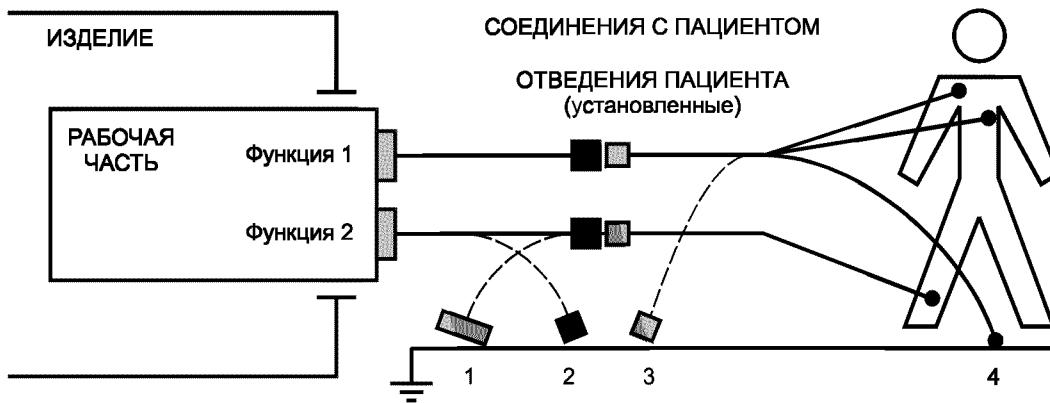 ИЗДЕЛИЕ
СОЕДИНЕНИЯ С ПАЦИЕНТОМ
ОТВЕДЕНИЯ ПАЦИЕНТА
(установленные)
РАБОЧАЯ
ЧАСТЬ
Функция 1
Функция 2
1
2
3
4